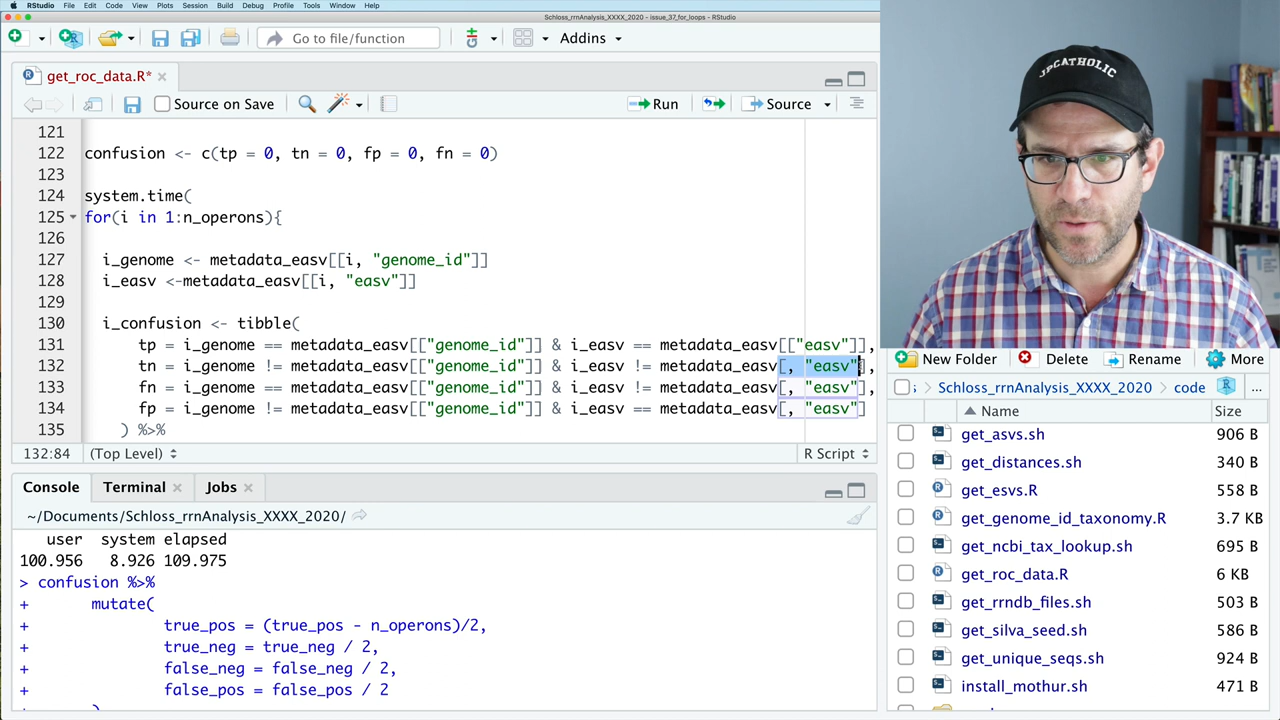 RStudio File Edit Code View Plots Session Build Debug Profile Tools Window Help
Schloss_rrnAnalysis_XXXX_2020 - issue_37_for_loops - RStudio
Go to file/function Addins
get_roc_data.R*
Source on Save Run Source
121
122 confusion <- c(tp = 0, tn = 0, fp = 0, fn = 0)
123
124 system.time(
125 for(i in 1:n_operons){
126
127 i_genome <- metadata_easv[[i, "genome_id"]]
128 i_easv <-metadata_easv[[i, "easv"]]
129
130 i_confusion <- tibble(
131 tp = i_genome == metadata_easv[["genome_id"]] & i_easv == metadata_easv[["easv"]],
132 tn = i_genome != metadata_easv[["genome_id"]] & i_easv != metadata_easv[, "easv"],
133 fn = i_genome == metadata_easv[["genome_id"]] & i_easv != metadata_easv[, "easv"],
134 fp = i_genome != metadata_easv[["genome_id"]] & i_easv == metadata_easv[, "easv"]
135 ) %>%
132:84 (Top Level) R Script
Console Terminal Jobs
~/Documents/Schloss_rrnAnalysis_XXXX_2020/
user system elapsed
100.956 8.926 109.975
> confusion %>%
+ mutate(
+ true_pos = (true_pos - n_operons)/2,
+ true_neg = true_neg / 2,
+ false_neg = false_neg / 2,
+ false_pos = false_pos / 2
JPCATHOLIC
New Folder Delete Rename More
Schloss_rrnAnalysis_XXXX_2020 code ...
Name Size
get_asvs.sh 906 B
get_distances.sh 340 B
get_esvs.R 558 B
get_genome_id_taxonomy.R 3.7 KB
get_ncbi_tax_lookup.sh 695 B
get_roc_data.R 6 KB
get_rrndb_files.sh 503 B
get_silva_seed.sh 586 B
get_unique_seqs.sh 924 B
install_mothur.sh 471 B